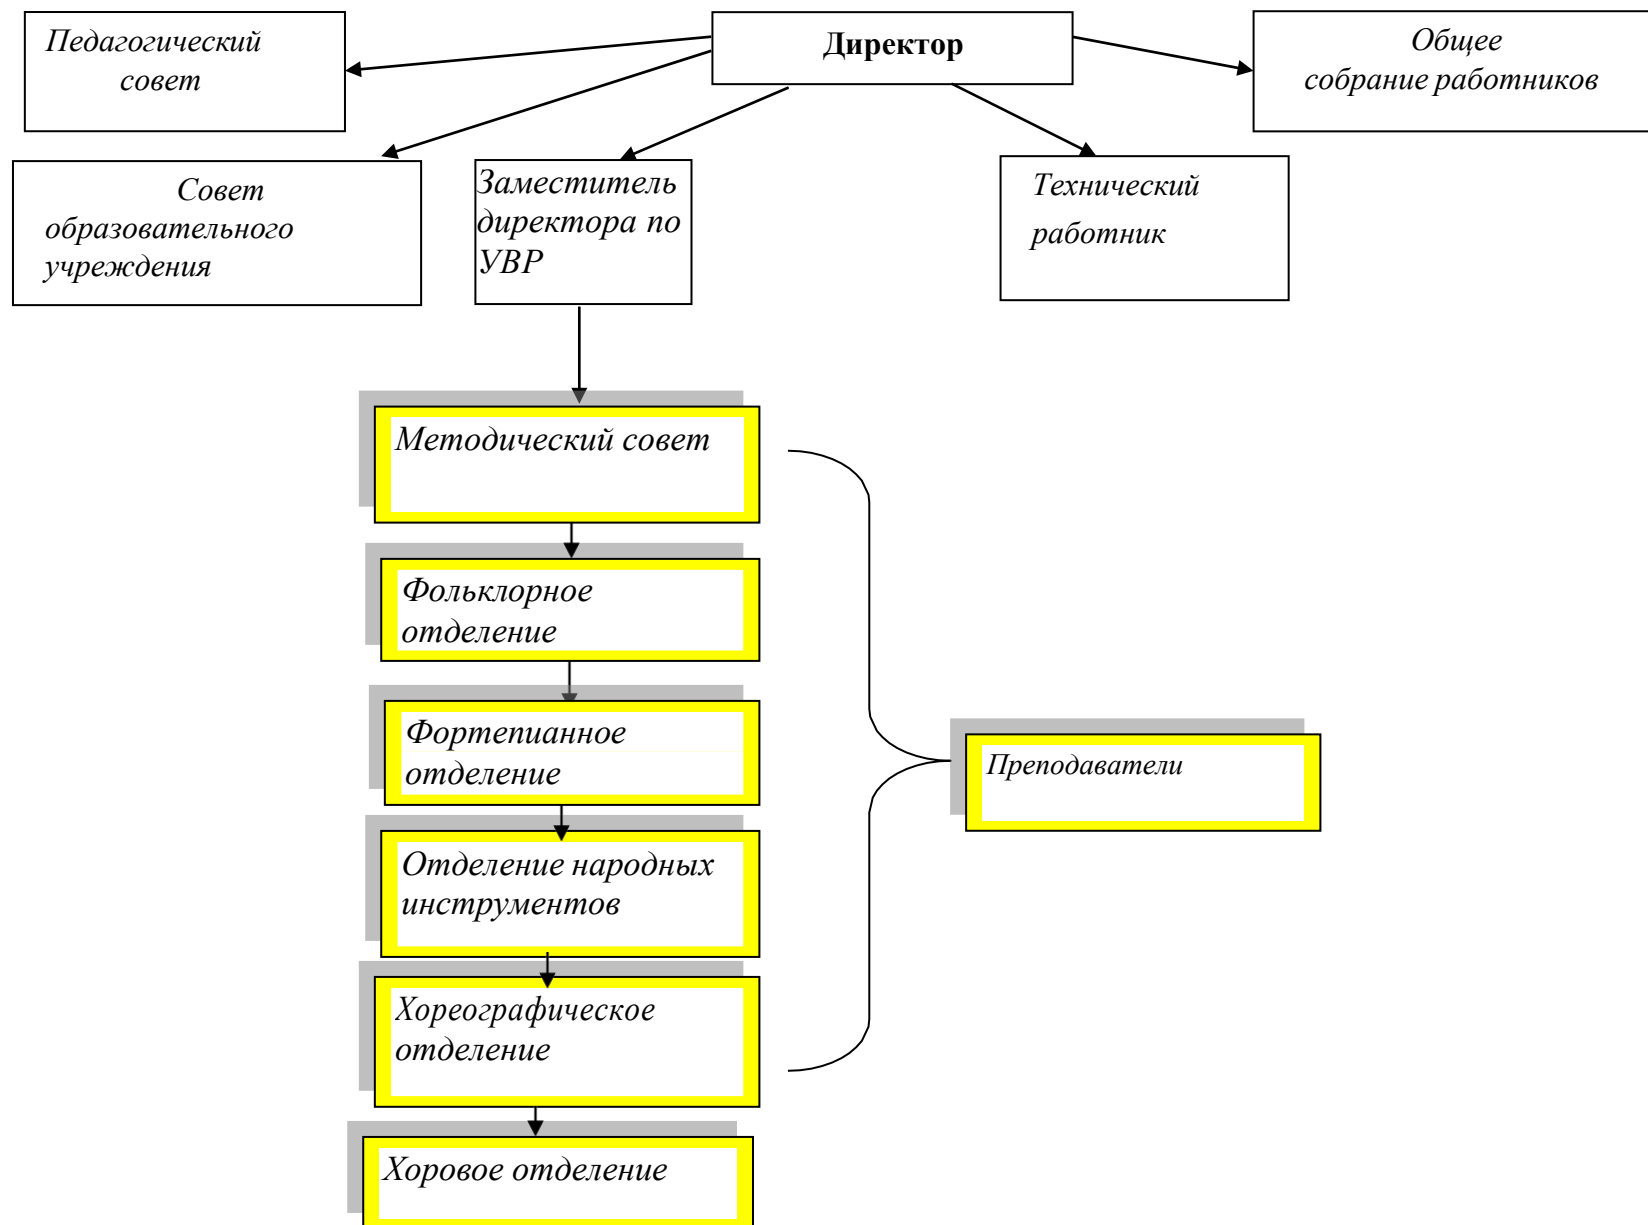 Педагогический
совет
Директор
Общее
собрание работников
Совет
образовательного
учреждения
Заместитель
директора по
УВР
Технический
работник
Методический совет
Фольклорное
отделение
Фортепианное
отделение
Преподаватели
Отделение народных
инструментов
Хореографическое
отделение
Хоровое отделение